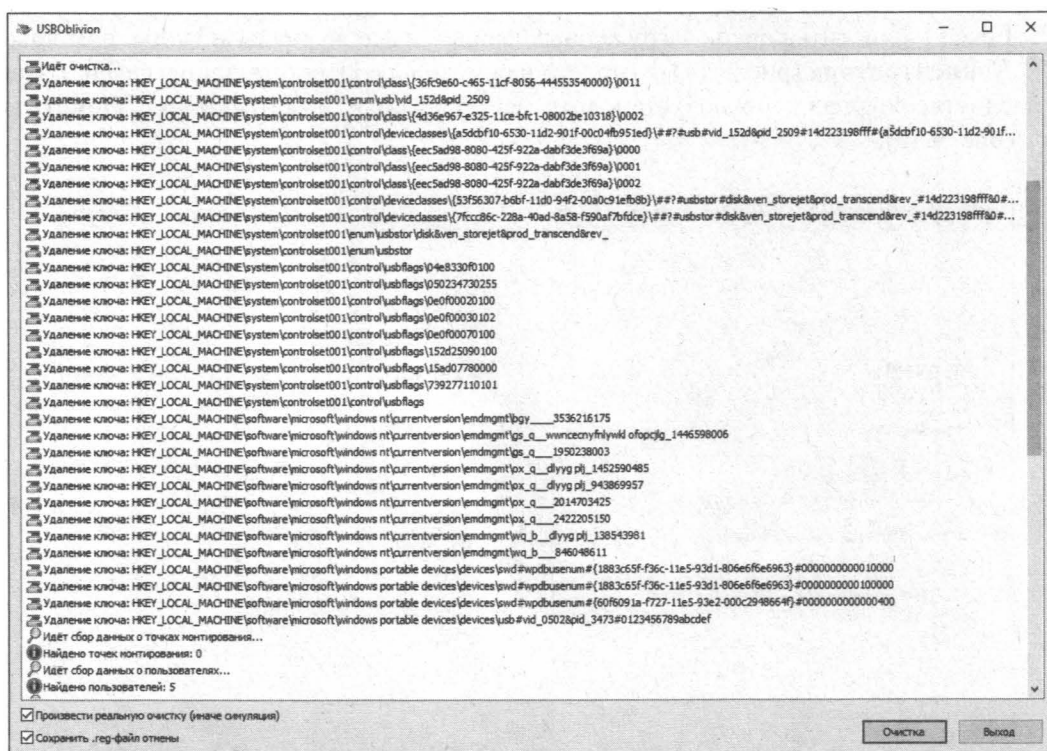 USBOblivion
Идёт очистка...
Удаление ключа: HKEY_LOCAL_MACHINE\system\controlset001\control\class\{36fc9e60-c465-11cf-8056-444553540000}\0011
Удаление ключа: HKEY_LOCAL_MACHINE\system\controlset001\enum\usb\vid_152d&pid_2509
Удаление ключа: HKEY_LOCAL_MACHINE\system\controlset001\control\class\{4d36e967-e325-11ce-bfc1-08002be10318}\0002
Удаление ключа: HKEY_LOCAL_MACHINE\system\controlset001\control\deviceclasses\{a5dcbf10-6530-11d2-901f-00c04fb951ed}\##?#usb#vid_152d&pid_2509#14d223198fff#{a5dcbf10-6530-11d2-901f...
Удаление ключа: HKEY_LOCAL_MACHINE\system\controlset001\control\class\{eec5ad98-8080-425f-922a-dabf3de3f69a}\0000
Удаление ключа: HKEY_LOCAL_MACHINE\system\controlset001\control\class\{eec5ad98-8080-425f-922a-dabf3de3f69a}\0001
Удаление ключа: HKEY_LOCAL_MACHINE\system\controlset001\control\class\{eec5ad98-8080-425f-922a-dabf3de3f69a}\0002
Удаление ключа: HKEY_LOCAL_MACHINE\system\controlset001\control\deviceclasses\{53f56307-b6bf-11d0-94f2-00a0c91efb8b}\##?#usbstor#disk&ven_storejet&prod_transcend&rev_#14d223198fff&0#...
Удаление ключа: HKEY_LOCAL_MACHINE\system\controlset001\control\deviceclasses\{7fccc86c-228a-40ad-8a58-f590af7bfdce}\##?#usbstor#disk&ven_storejet&prod_transcend&rev_#14d223198fff&0#...
Удаление ключа: HKEY_LOCAL_MACHINE\system\controlset001\enum\usbstor\disk&ven_storejet&prod_transcend&rev_
Удаление ключа: HKEY_LOCAL_MACHINE\system\controlset001\enum\usbstor
Удаление ключа: HKEY_LOCAL_MACHINE\system\controlset001\control\usbflags\04e8330f0100
Удаление ключа: HKEY_LOCAL_MACHINE\system\controlset001\control\usbflags\050234730255
Удаление ключа: HKEY_LOCAL_MACHINE\system\controlset001\control\usbflags\0e0f00020100
Удаление ключа: HKEY_LOCAL_MACHINE\system\controlset001\control\usbflags\0e0f00030102
Удаление ключа: HKEY_LOCAL_MACHINE\system\controlset001\control\usbflags\0e0f00070100
Удаление ключа: HKEY_LOCAL_MACHINE\system\controlset001\control\usbflags\152d25090100
Удаление ключа: HKEY_LOCAL_MACHINE\system\controlset001\control\usbflags\15ad07780000
Удаление ключа: HKEY_LOCAL_MACHINE\system\controlset001\control\usbflags\739277110101
Удаление ключа: HKEY_LOCAL_MACHINE\system\controlset001\control\usbflags
Удаление ключа: HKEY_LOCAL_MACHINE\software\microsoft\windows nt\currentversion\emdmgmt\bgy____3536216175
Удаление ключа: HKEY_LOCAL_MACHINE\software\microsoft\windows nt\currentversion\emdmgmt\gs_q__wwncecnyfnlywkl ofopcjlg_1446598006
Удаление ключа: HKEY_LOCAL_MACHINE\software\microsoft\windows nt\currentversion\emdmgmt\gs_q___1950238003
Удаление ключа: HKEY_LOCAL_MACHINE\software\microsoft\windows nt\currentversion\emdmgmt\ox_q__dlyyg plj_1452590485
Удаление ключа: HKEY_LOCAL_MACHINE\software\microsoft\windows nt\currentversion\emdmgmt\ox_q__dlyyg plj_943869957
Удаление ключа: HKEY_LOCAL_MACHINE\software\microsoft\windows nt\currentversion\emdmgmt\ox_q___2014703425
Удаление ключа: HKEY_LOCAL_MACHINE\software\microsoft\windows nt\currentversion\emdmgmt\ox_q___2422205150
Удаление ключа: HKEY_LOCAL_MACHINE\software\microsoft\windows nt\currentversion\emdmgmt\wq_b__dlyyg plj_138543981
Удаление ключа: HKEY_LOCAL_MACHINE\software\microsoft\windows nt\currentversion\emdmgmt\wq_b___846048611
Удаление ключа: HKEY_LOCAL_MACHINE\software\microsoft\windows portable devices\devices\swd#wpdbusenum#{1883c65f-f36c-11e5-93d1-806e6f6e6963}#0000000000010000
Удаление ключа: HKEY_LOCAL_MACHINE\software\microsoft\windows portable devices\devices\swd#wpdbusenum#{1883c65f-f36c-11e5-93d1-806e6f6e6963}#0000000000100000
Удаление ключа: HKEY_LOCAL_MACHINE\software\microsoft\windows portable devices\devices\swd#wpdbusenum#{60f6091a-f727-11e5-93e2-000c2948664f}#0000000000000400
Удаление ключа: HKEY_LOCAL_MACHINE\software\microsoft\windows portable devices\devices\usb#vid_0502&pid_3473#0123456789abcdef
Идёт сбор данных о точках монтирования...
Найдено точек монтирования: 0
Идёт сбор данных о пользователях...
Найдено пользователей: 5
Произвести реальную очистку (иначе симуляция)
Сохранить .reg-файл отмены
Очистка
Выход